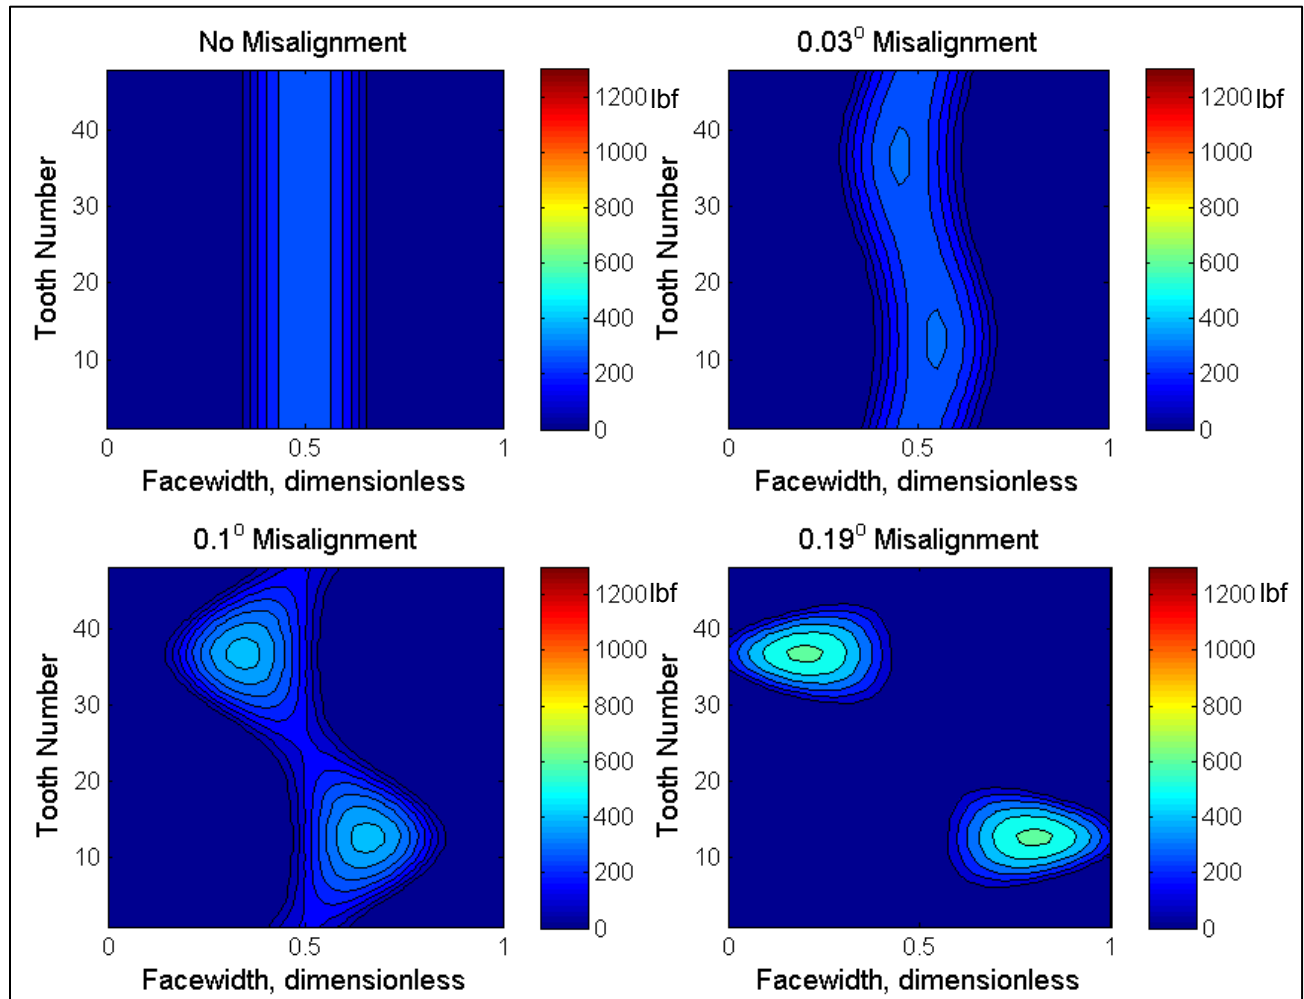 No Misalignment
1200 lbf
1000
800
600
400
200
0
40
30
20
10
Tooth Number
0 0.5 1
Facewidth, dimensionless
0.03⁰ Misalignment
1200 lbf
1000
800
600
400
200
0
40
30
20
10
Tooth Number
0 0.5 1
Facewidth, dimensionless
0.1⁰ Misalignment
1200 lbf
1000
800
600
400
200
0
40
30
20
10
Tooth Number
0 0.5 1
Facewidth, dimensionless
0.19⁰ Misalignment
1200 lbf
1000
800
600
400
200
0
40
30
20
10
Tooth Number
0 0.5 1
Facewidth, dimensionless